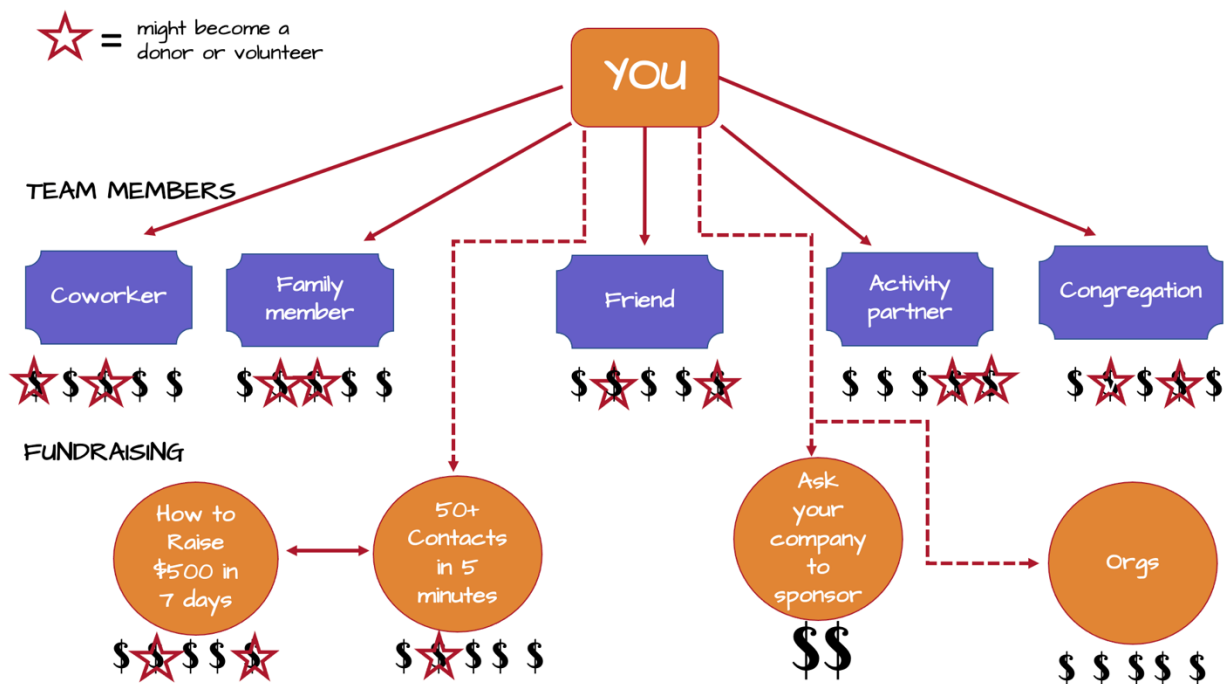 might become a
donor or volunteer
=
YOU
TEAM MEMBERS
Coworker
Family
member
Friend
Activity
partner
Congregation
$ $ $ $ $
$ $ $ $ $
$ $ $ $ $
$ $ $ $ $
$ $ $ $ $
FUNDRAISING
How to
Raise
$500 in
7 days
50+
Contacts
in 5
minutes
Ask
your
company
to
sponsor
Orgs
$ $ $ $ $
$ $ $ $ $
$$
$ $ $ $ $